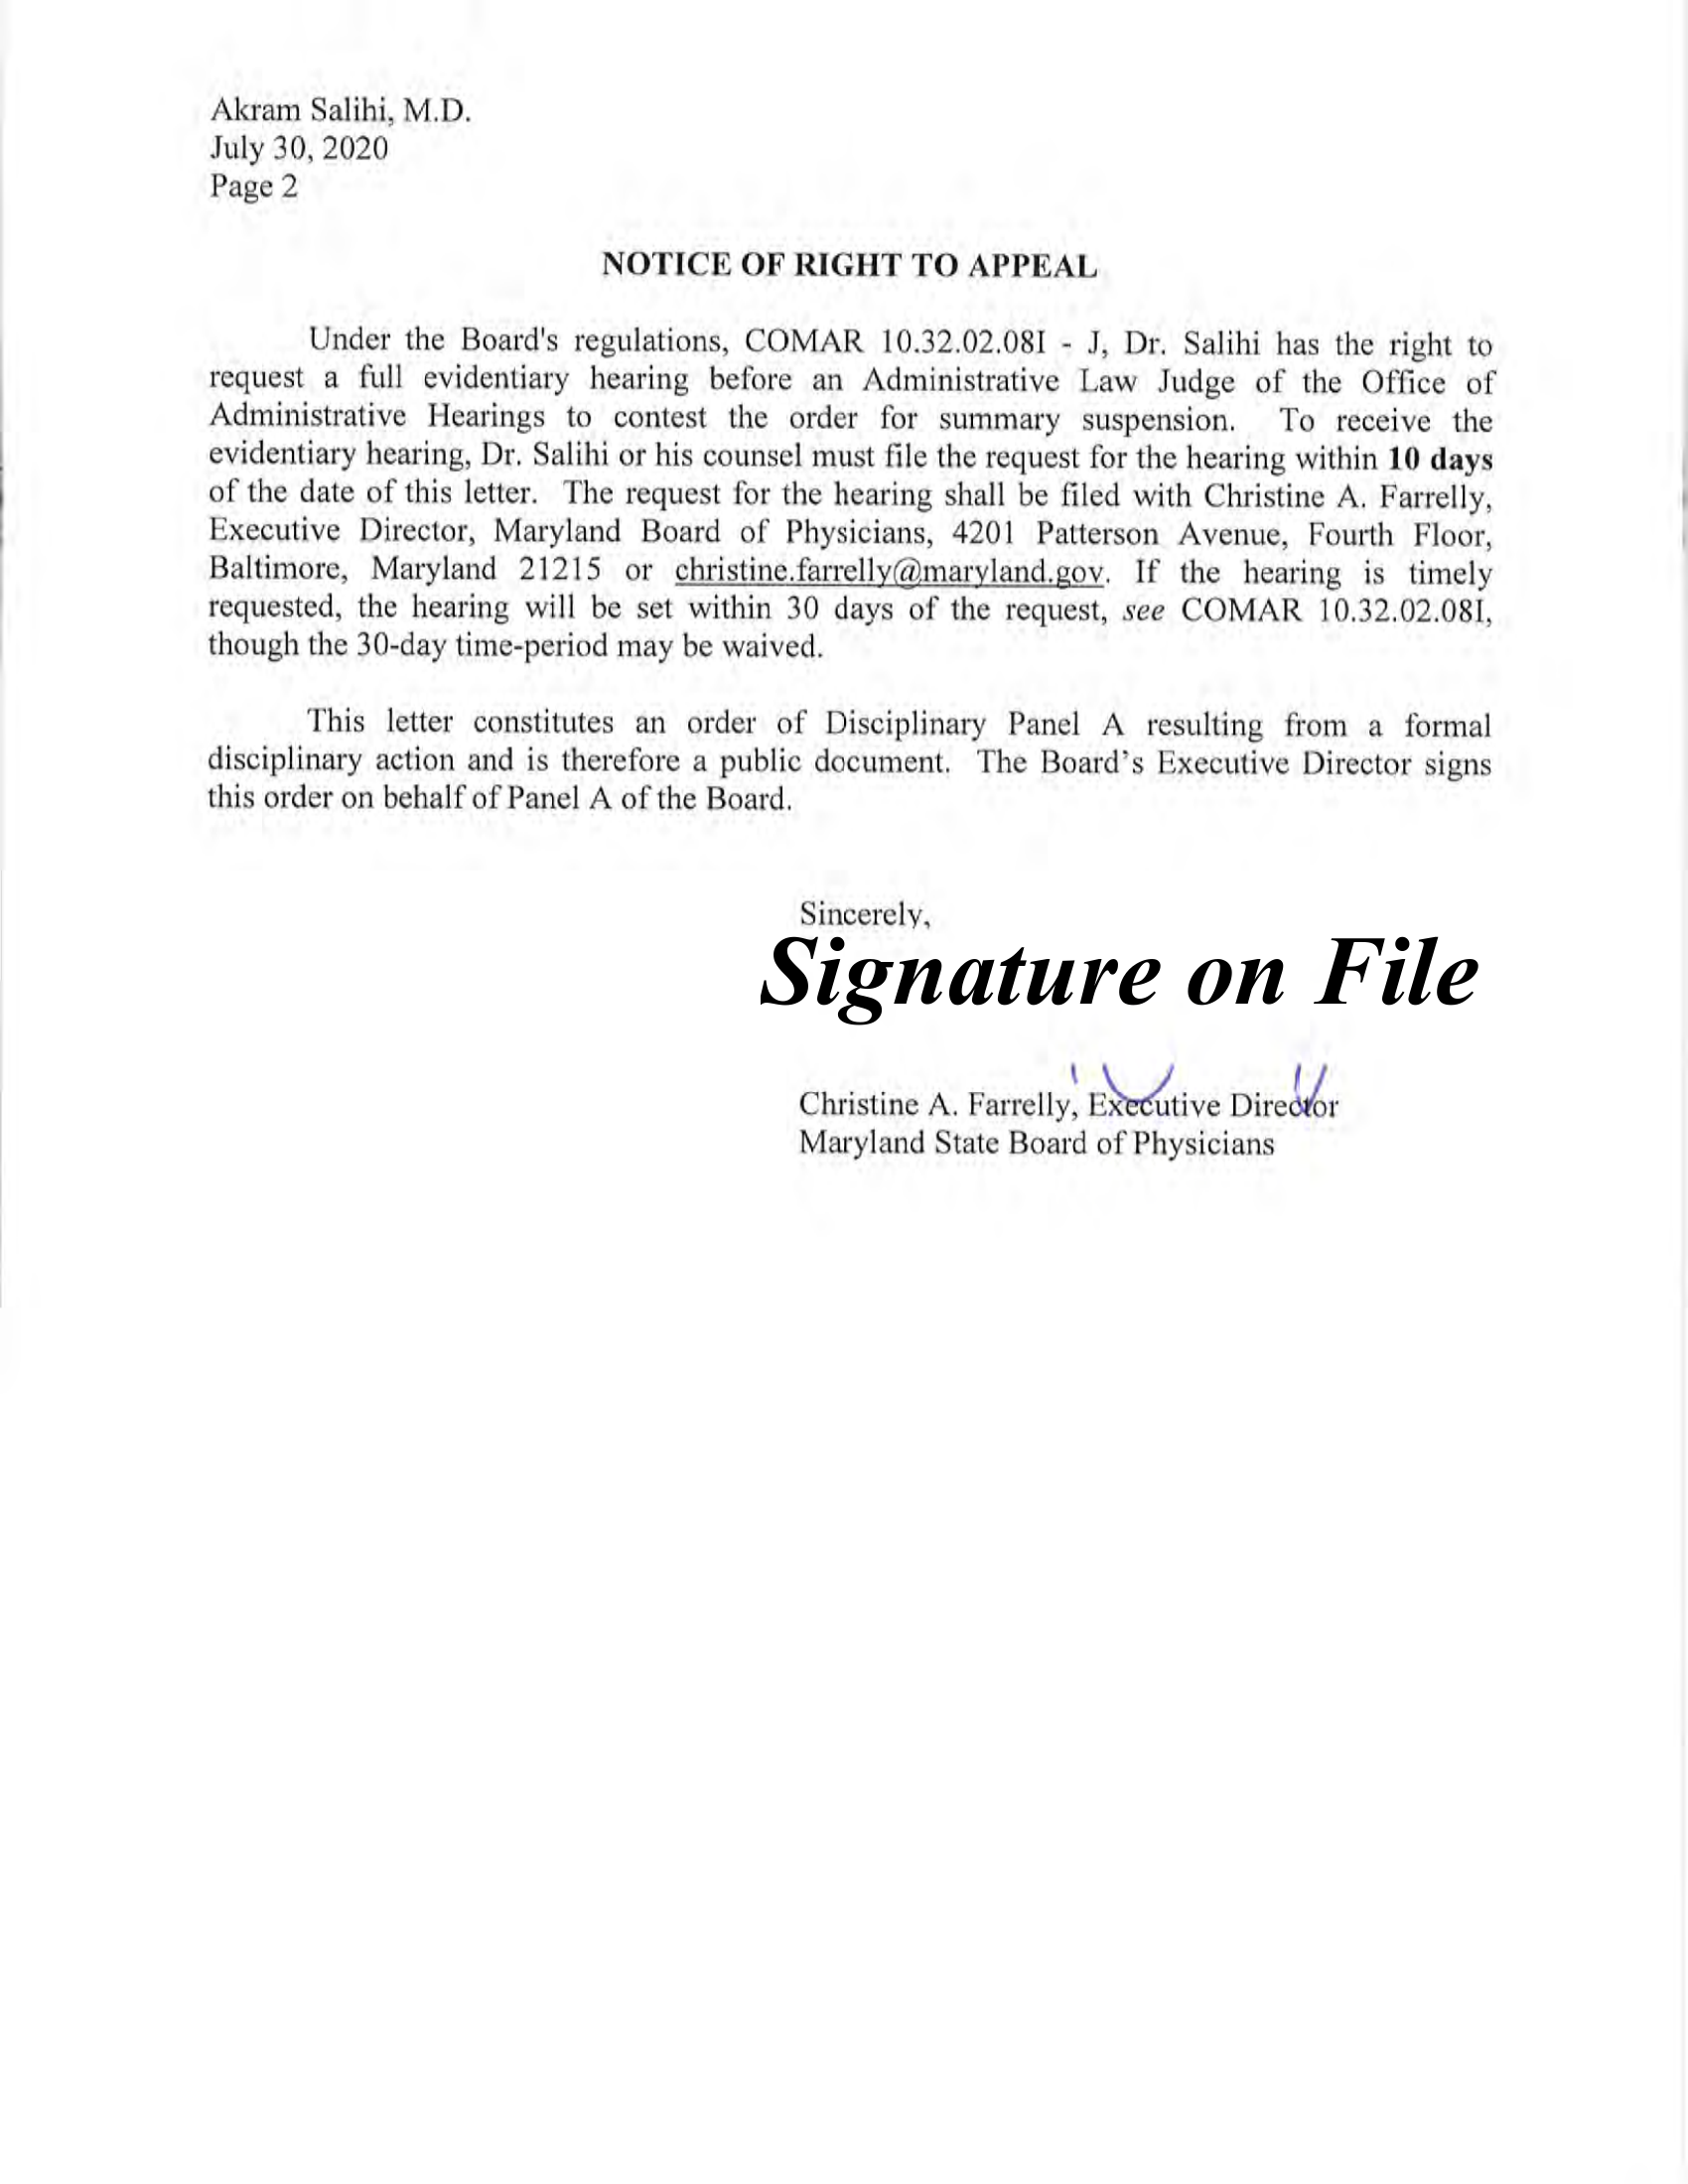 Akram Salihi, M.D.
July 30, 2020
Page 2
NOTICE OF RIGHT TO APPEAL
Under the Board's regulations, COMAR 10.32.02.08I - J, Dr. Salihi has the right to
request a full evidentiary hearing before an Administrative Law Judge of the Office of
Administrative Hearings to contest the order for summary suspension. To receive the
evidentiary hearing, Dr. Salihi or his counsel must file the request for the hearing within 10 days
of the date of this letter. The request for the hearing shall be filed with Christine A. Farrelly,
Executive Director, Maryland Board of Physicians, 4201 Patterson Avenue, Fourth Floor,
Baltimore, Maryland 21215 or christine.farrelly@maryland.gov. If the hearing is timely
requested, the hearing will be set within 30 days of the request, see COMAR 10.32.02.08I,
though the 30-day time-period may be waived.
This letter constitutes an order of Disciplinary Panel A resulting from a formal
disciplinary action and is therefore a public document. The Board's Executive Director signs
this order on behalf of Panel A of the Board.
Sincerely,
Signature on File
Christine A. Farrelly, Executive Director
Maryland State Board of Physicians